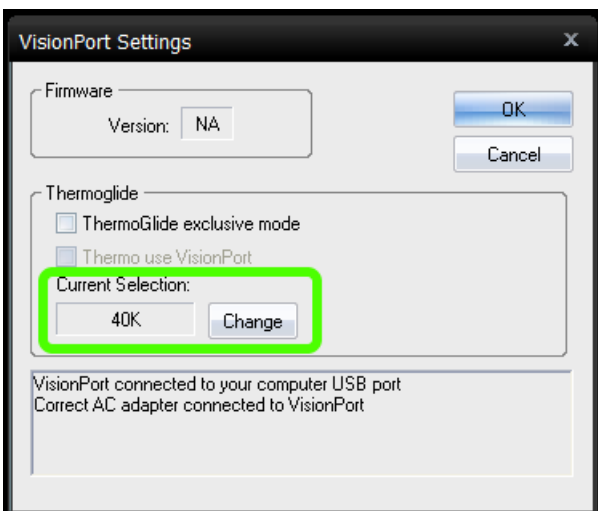 VisionPort Settings x
Firmware
Version: NA
OK
Cancel
Thermoglide
ThermoGlide exclusive mode
Thermo use VisionPort
Current Selection:
40K Change
VisionPort connected to your computer USB port
Correct AC adapter connected to VisionPort